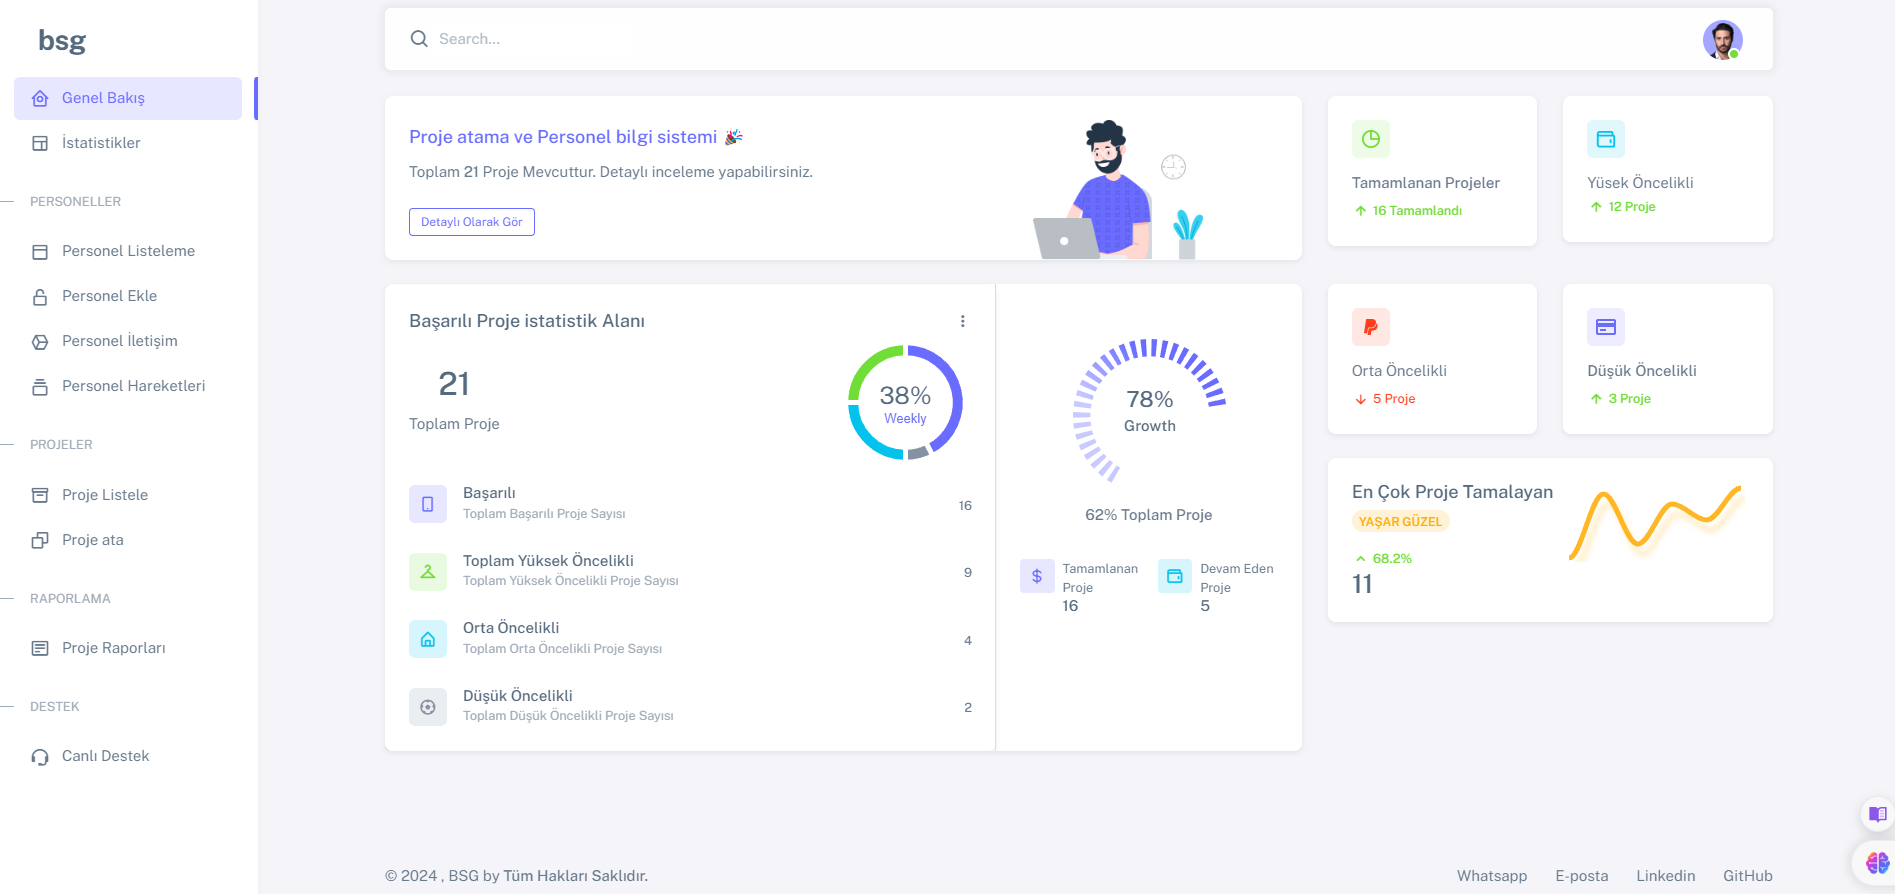 bsg
Genel Bakış
İstatistikler
PERSONELLER
Personel Listeleme
Personel Ekle
Personel İletişim
Personel Hareketleri
PROJELER
Proje Listele
Proje ata
RAPORLAMA
Proje Raporları
DESTEK
Canlı Destek
Search...
Proje atama ve Personel bilgi sistemi 🎉
Toplam 21 Proje Mevcuttur. Detaylı inceleme yapabilirsiniz.
Detaylı Olarak Gör
Tamamlanan Projeler
16 Tamamlandı
Yüsek Öncelikli
12 Proje
Başarılı Proje istatistik Alanı
21
Toplam Proje
38%
Weekly
Başarılı
Toplam Başarılı Proje Sayısı
16
Toplam Yüksek Öncelikli
Toplam Yüksek Öncelikli Proje Sayısı
9
Orta Öncelikli
Toplam Orta Öncelikli Proje Sayısı
4
Düşük Öncelikli
Toplam Düşük Öncelikli Proje Sayısı
2
78%
Growth
62% Toplam Proje
Tamamlanan
Proje
16
Devam Eden
Proje
5
Orta Öncelikli
5 Proje
Düşük Öncelikli
3 Proje
En Çok Proje Tamalayan
YAŞAR GÜZEL
68.2%
11
© 2024 , BSG by Tüm Hakları Saklıdır.
Whatsapp E-posta Linkedin GitHub